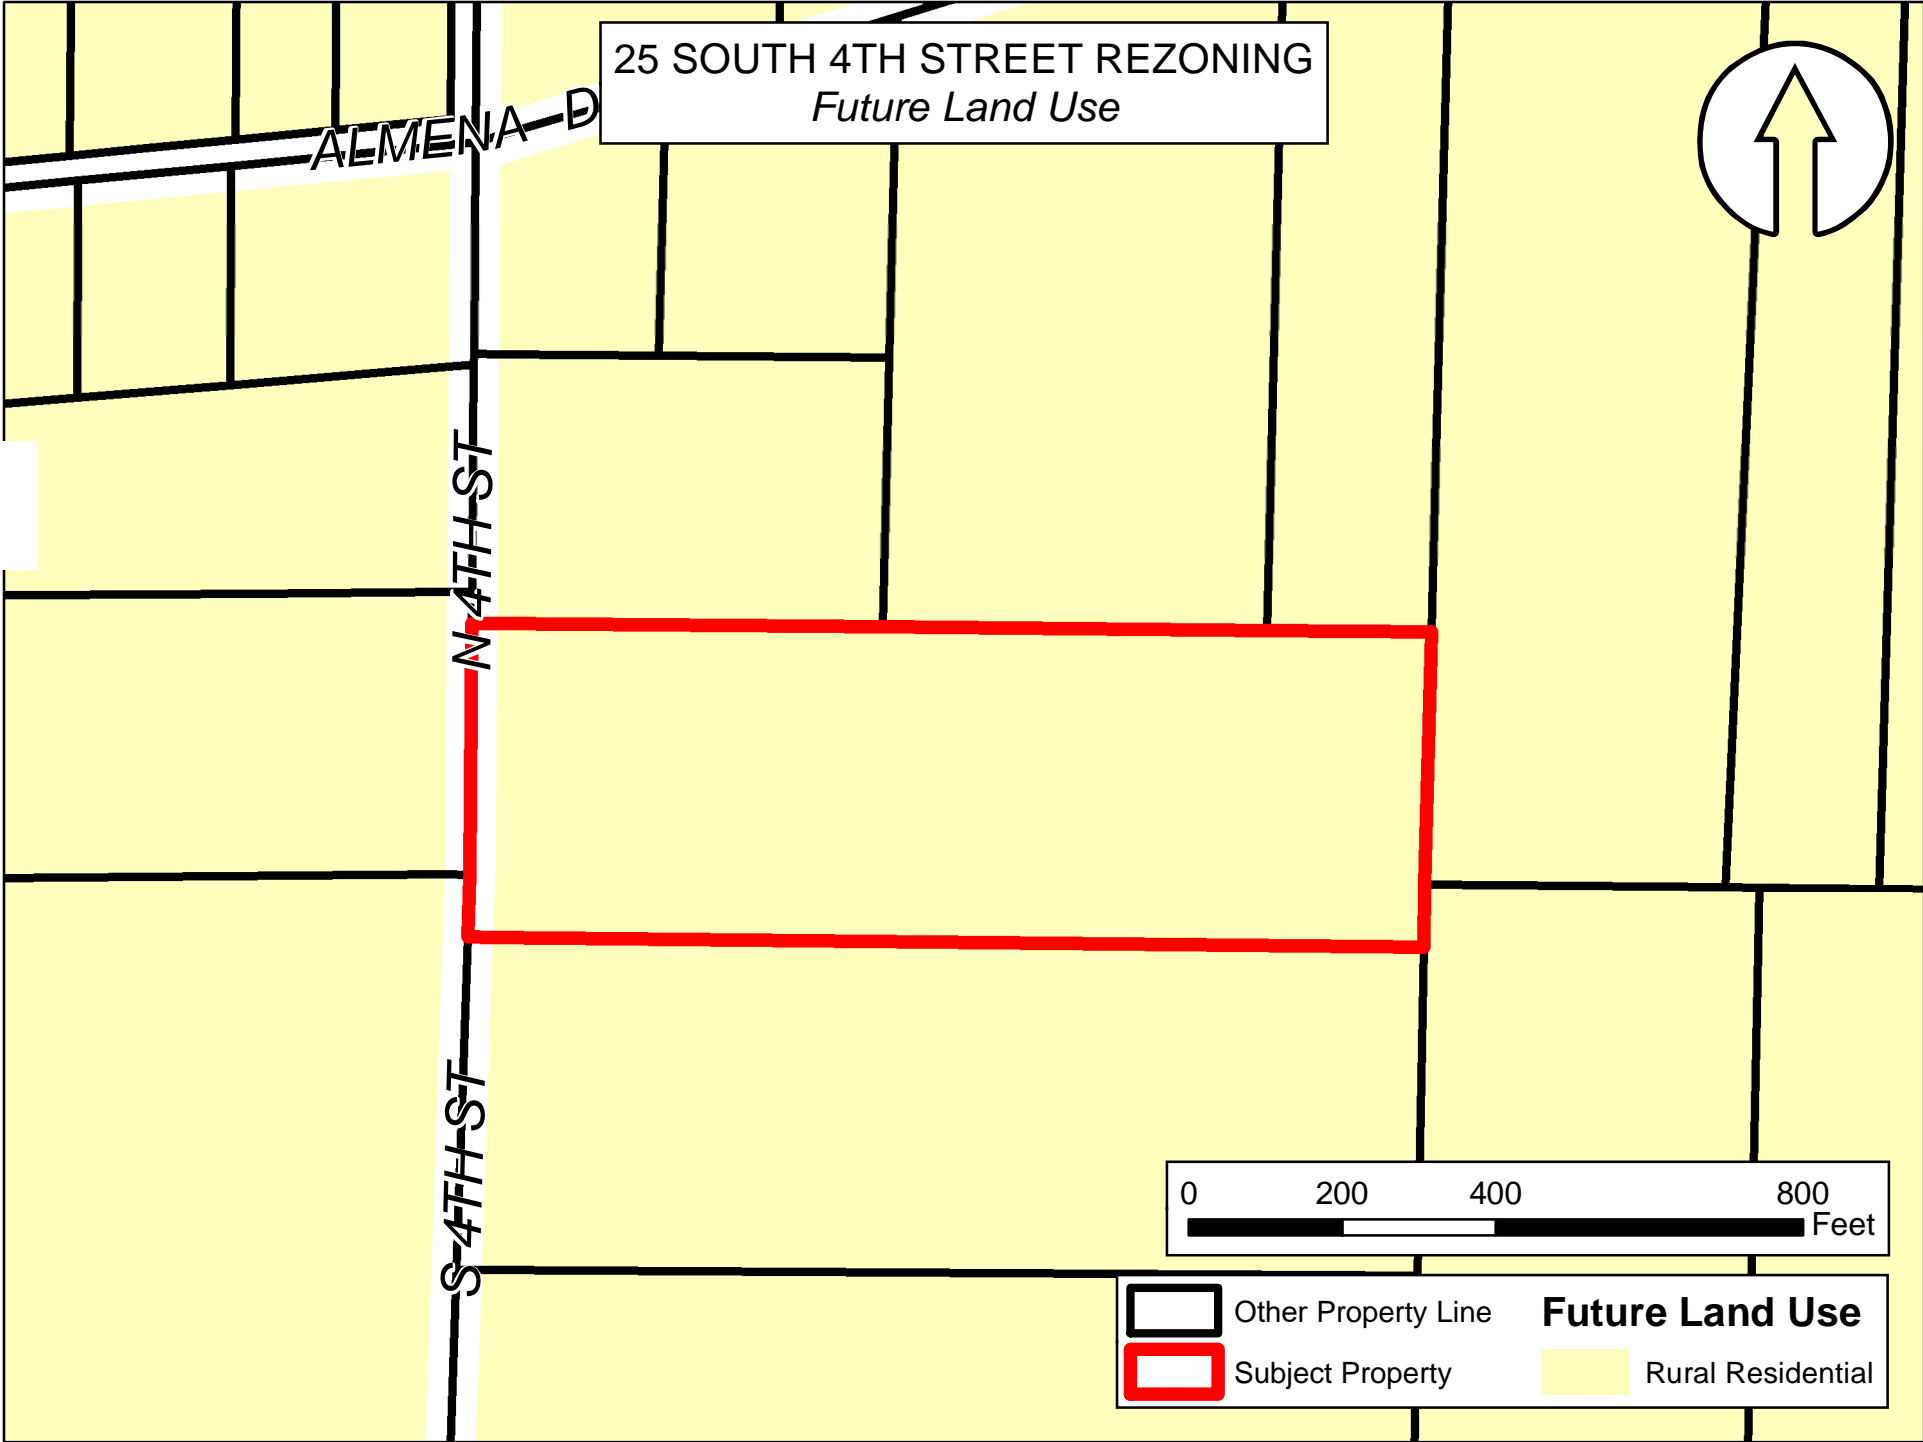 25 SOUTH 4TH STREET REZONING
Future Land Use
ALMENA D
N 4TH ST
S 4TH ST
0 200 400 800
Feet
Other Property Line
Subject Property
Future Land Use
Rural Residential